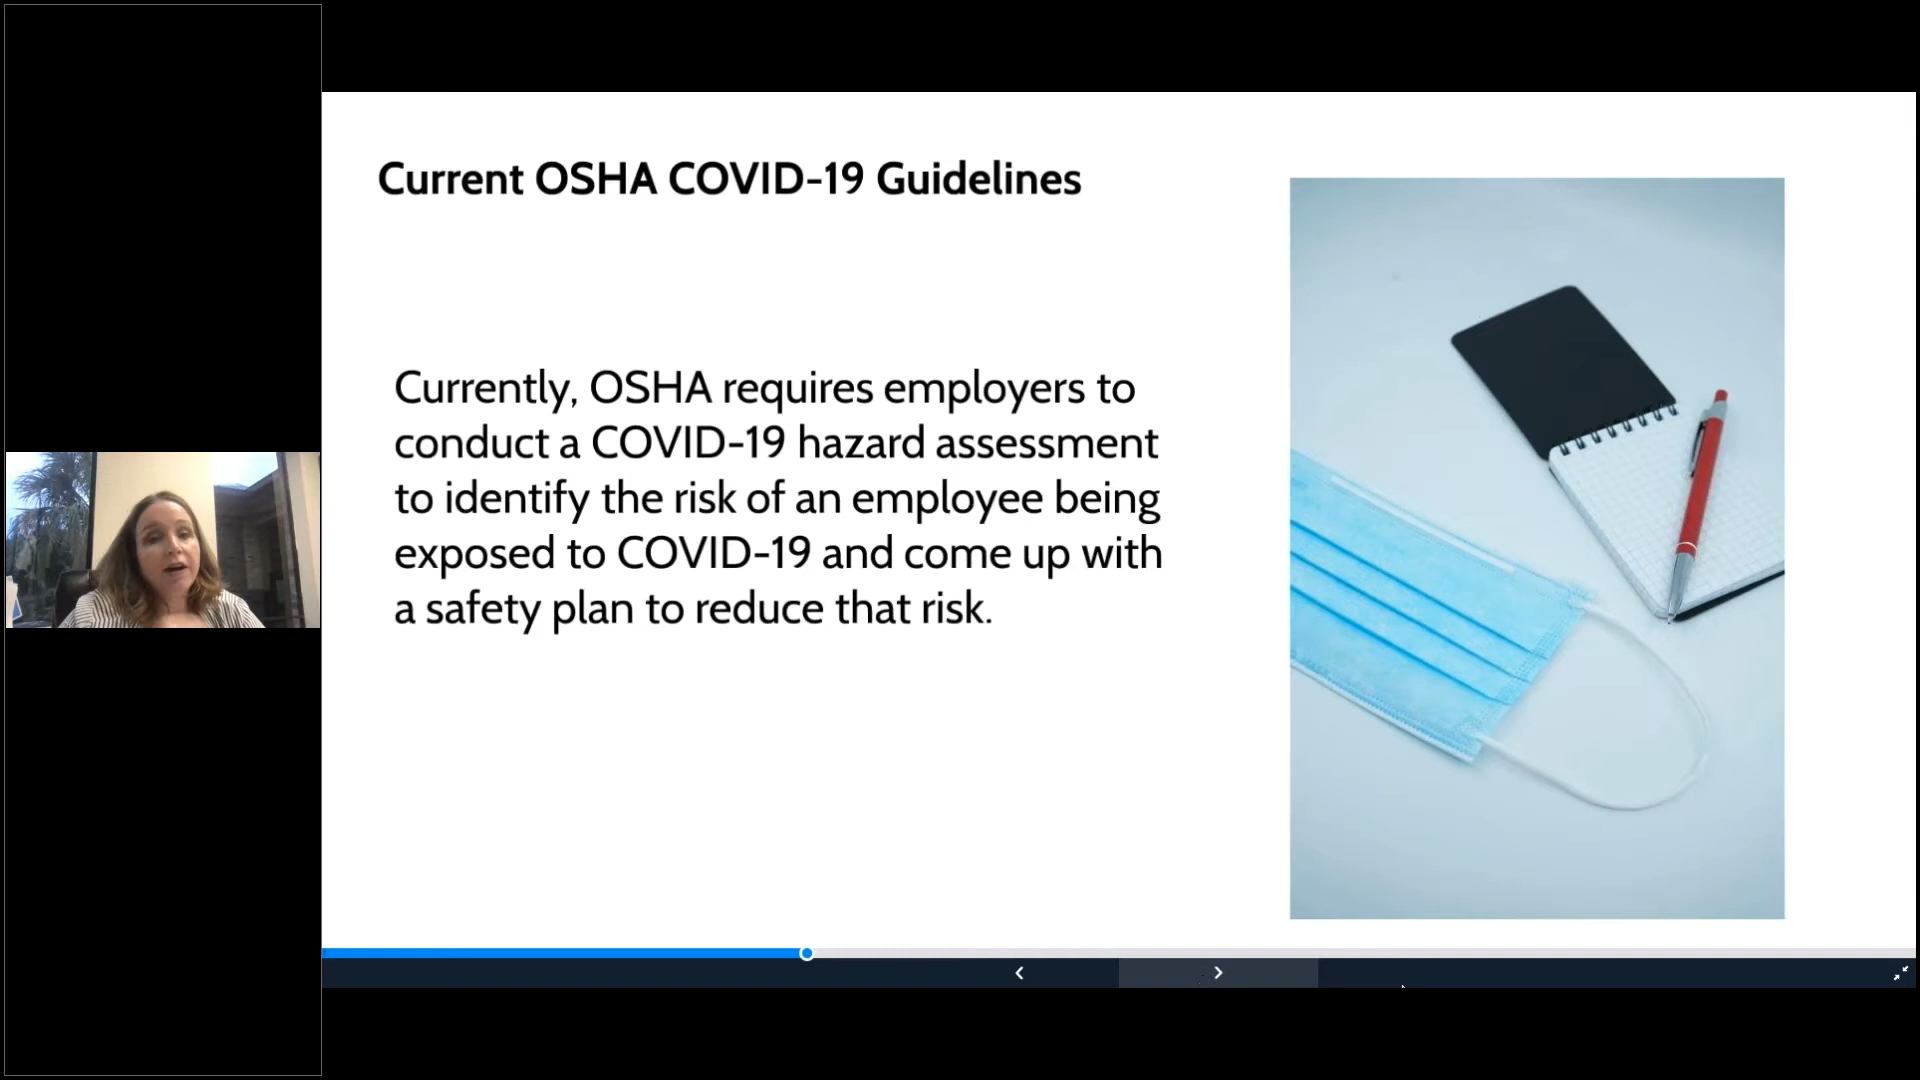 Current OSHA COVID-19 Guidelines
Currently, OSHA requires employers to
conduct a COVID-19 hazard assessment
to identify the risk of an employee being
exposed to COVID-19 and come up with
a safety plan to reduce that risk.